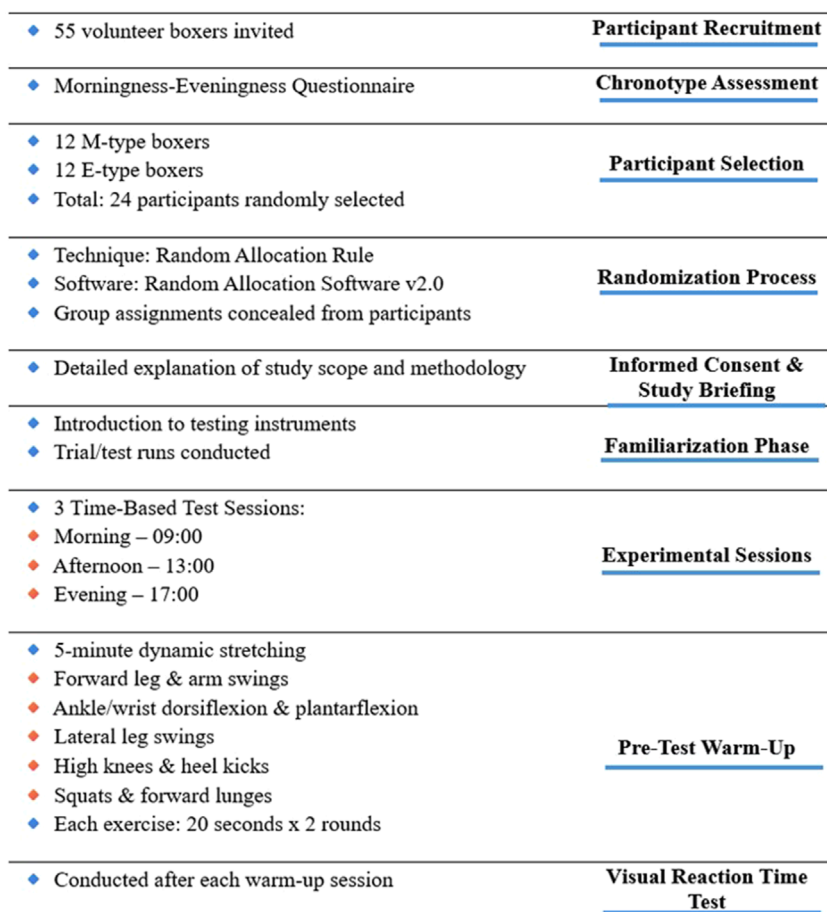 55 volunteer boxers invited
Participant Recruitment
Morningness-Eveningness Questionnaire
Chronotype Assessment
12 M-type boxers
12 E-type boxers
Total: 24 participants randomly selected
Participant Selection
Technique: Random Allocation Rule
Software: Random Allocation Software v2.0
Group assignments concealed from participants
Randomization Process
Detailed explanation of study scope and methodology
Informed Consent &
Study Briefing
Introduction to testing instruments
Trial/test runs conducted
Familiarization Phase
3 Time-Based Test Sessions:
Morning – 09:00
Afternoon – 13:00
Evening – 17:00
Experimental Sessions
5-minute dynamic stretching
Forward leg & arm swings
Ankle/wrist dorsiflexion & plantarflexion
Lateral leg swings
High knees & heel kicks
Squats & forward lunges
Each exercise: 20 seconds x 2 rounds
Pre-Test Warm-Up
Conducted after each warm-up session
Visual Reaction Time
Test